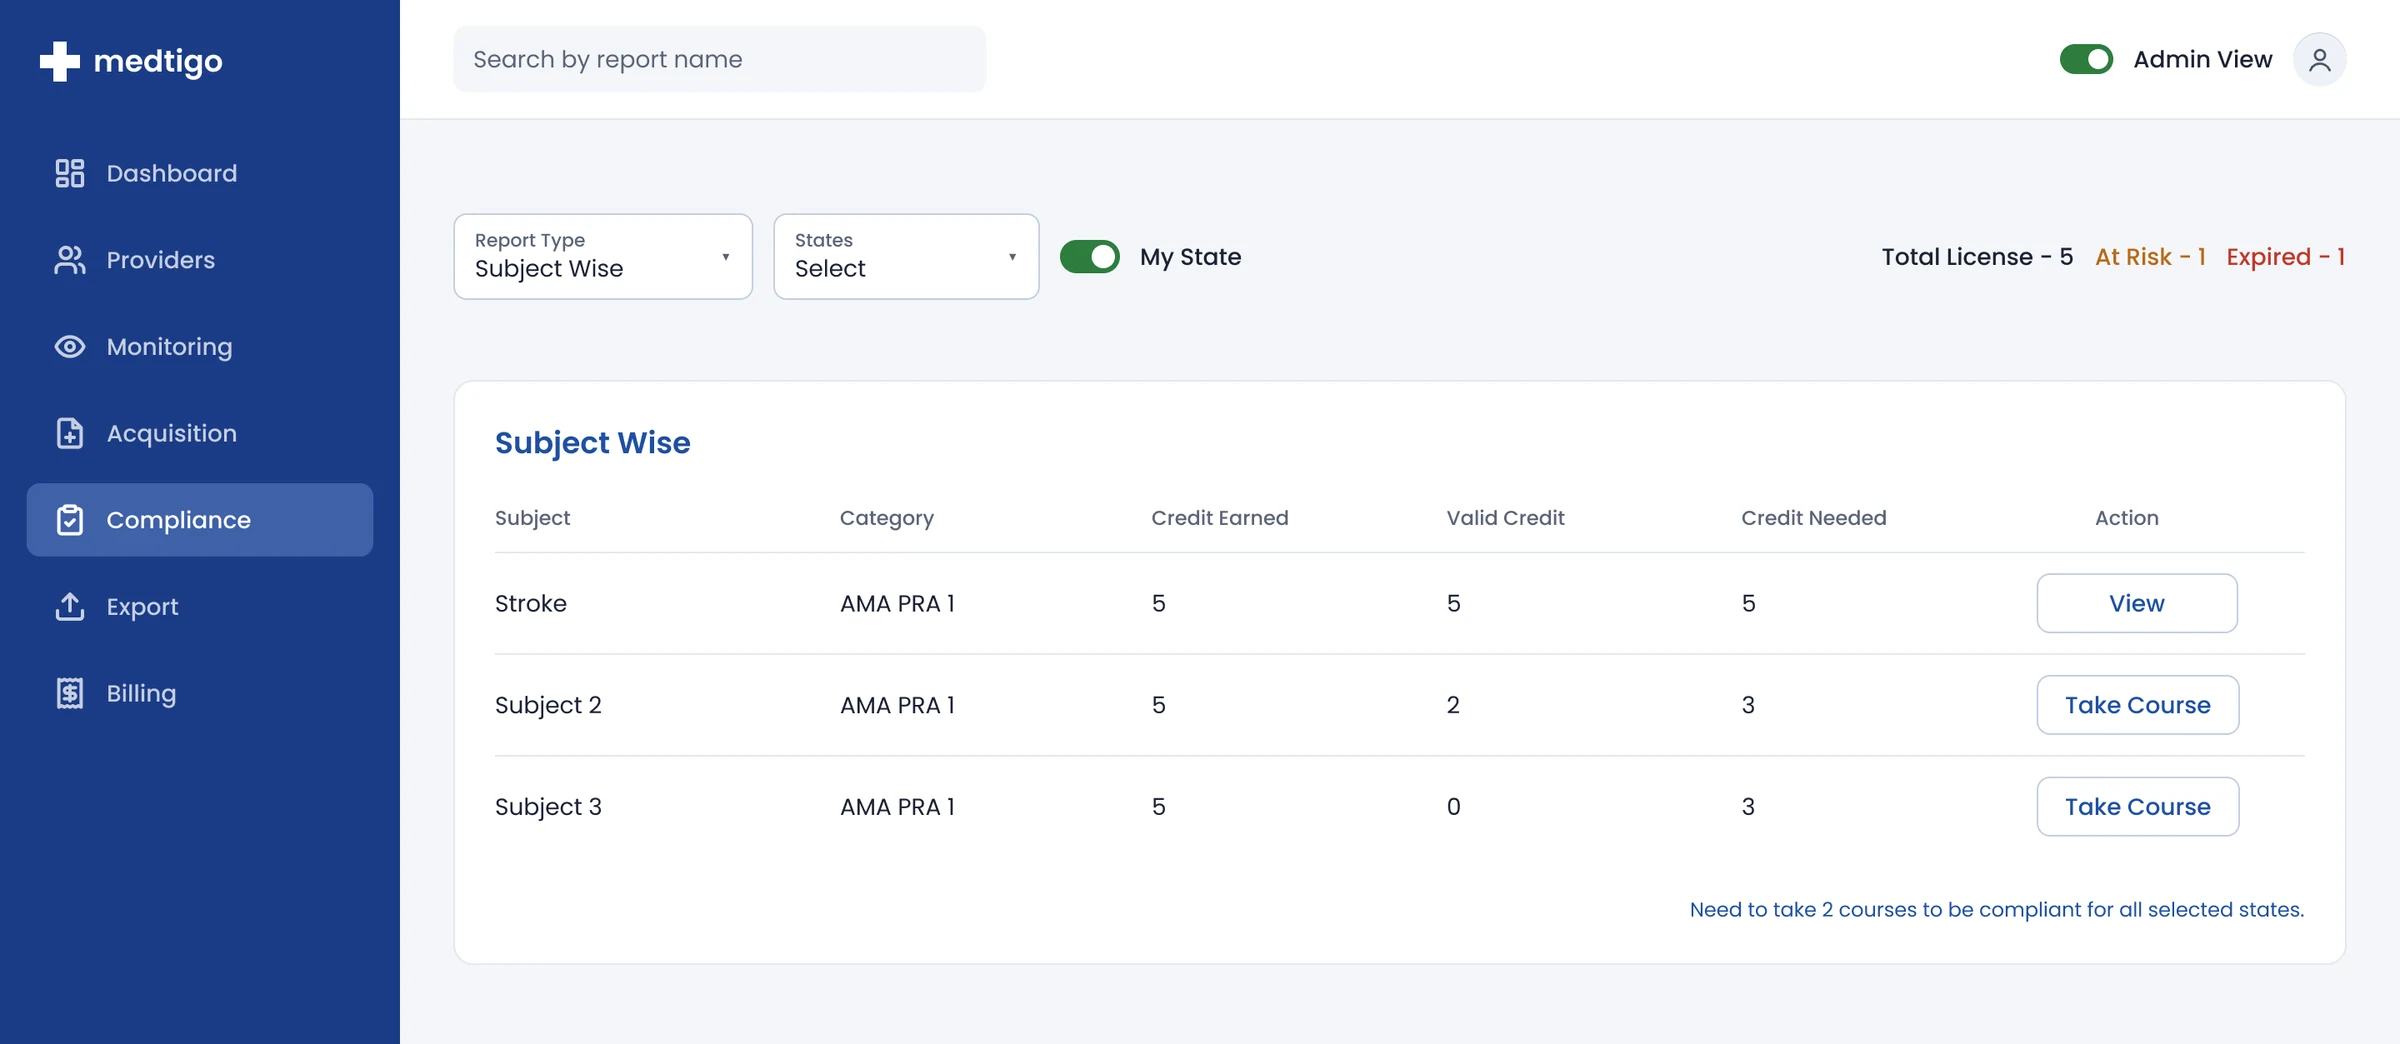 medtigo
Search by report name
Admin View
Dashboard
Providers
Monitoring
Acquisition
Compliance
Export
Billing
Report Type
Subject Wise
States
Select
My State
Total License - 5 At Risk - 1 Expired - 1
Subject Wise
Subject Category Credit Earned Valid Credit Credit Needed Action
Stroke AMA PRA 1 5 5 5 View
Subject 2 AMA PRA 1 5 2 3 Take Course
Subject 3 AMA PRA 1 5 0 3 Take Course
Need to take 2 courses to be compliant for all selected states.